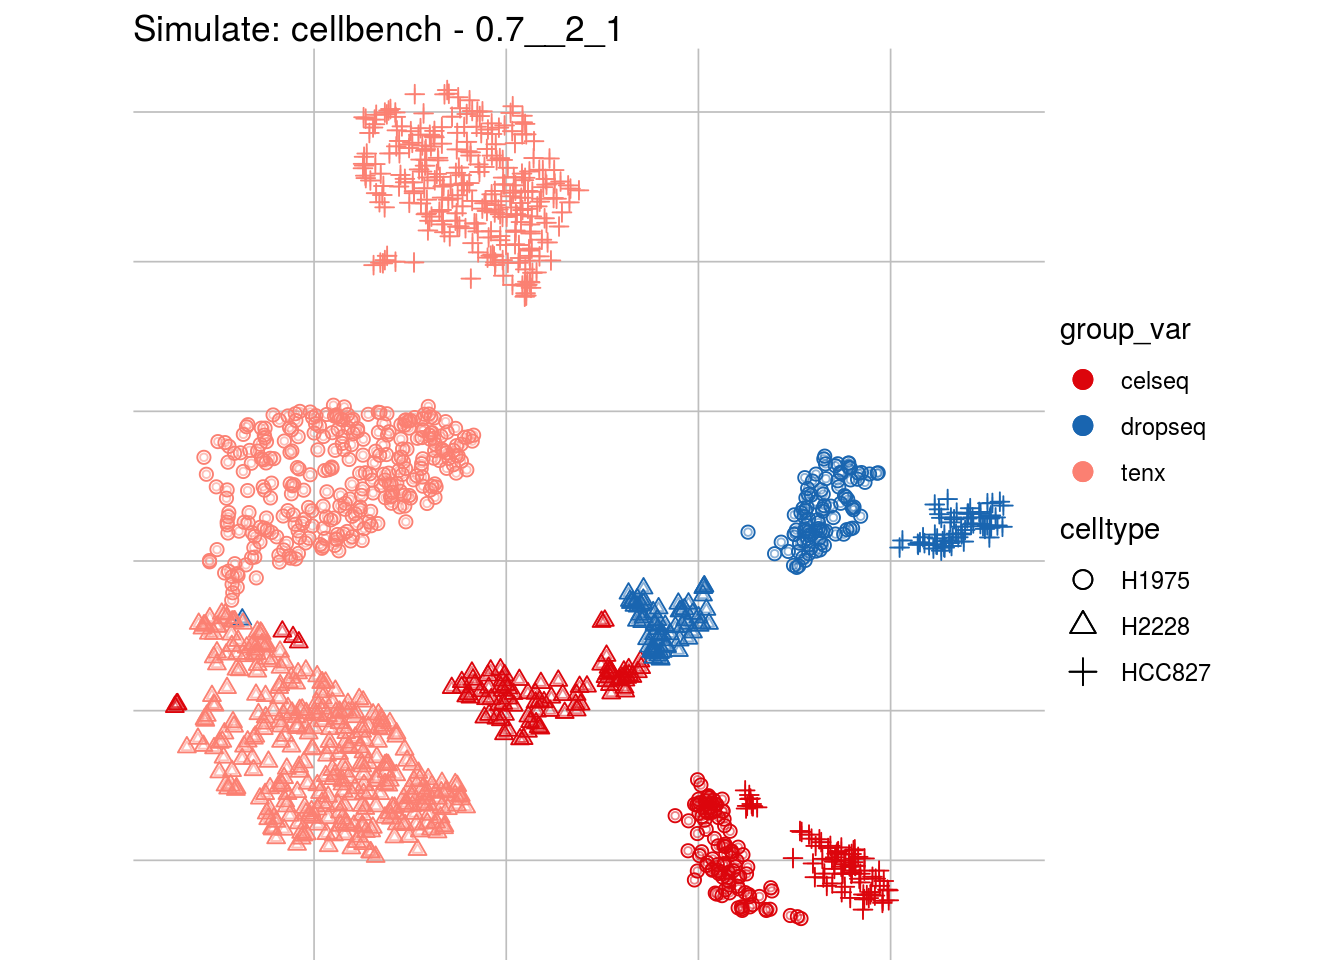 Simulate: cellbench - 0.7__2_1
group_var
celseq
dropseq
tenx
celltype
H1975
H2228
HCC827